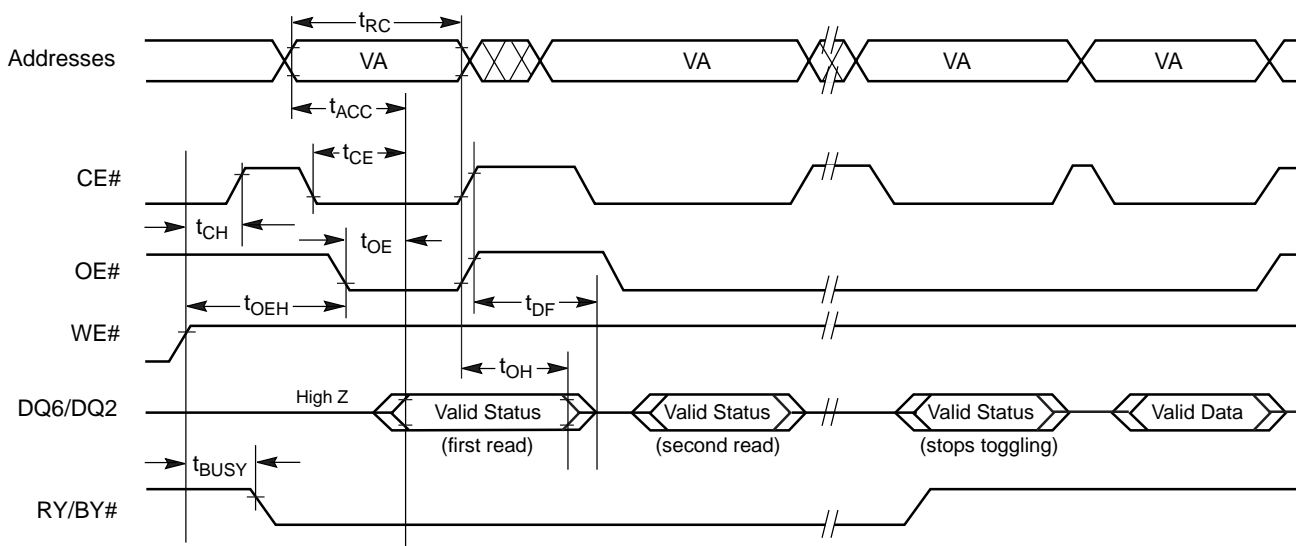 tRC
Addresses VA VA VA VA
tACC
tCE
CE#
tCH tOE
OE#
tOEH tDF
WE#
tOH
High Z
DQ6/DQ2 Valid Status Valid Status Valid Status Valid Data
(first read) (second read) (stops toggling)
tBUSY
RY/BY#